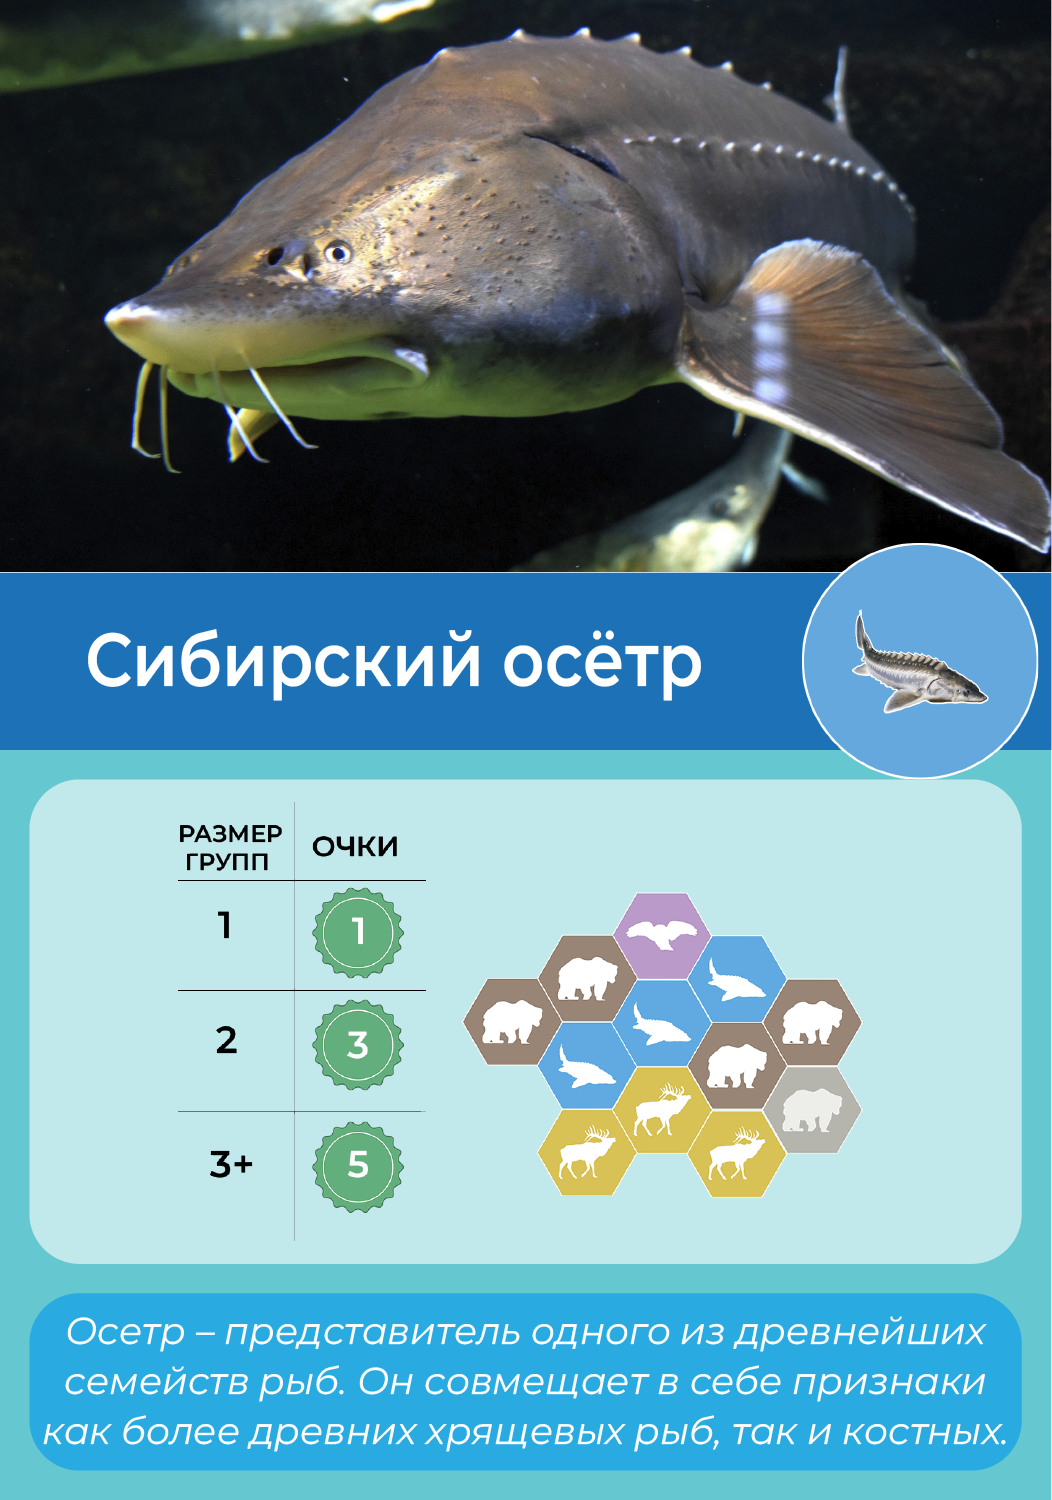 Сибирский осётр
РАЗМЕР
ГРУПП
ОЧКИ
1
1
2
3
3+
5
Осетр – представитель одного из древнейших
семейств рыб. Он совмещает в себе признаки
как более древних хрящевых рыб, так и костных.